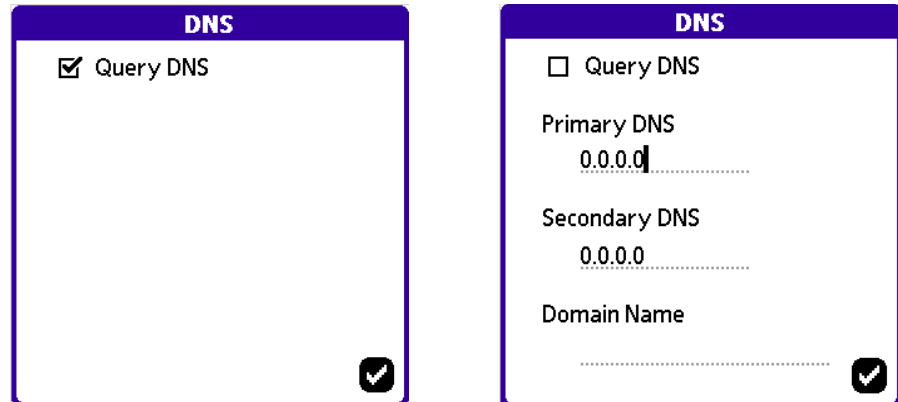 DNS
Query DNS
DNS
Query DNS
Primary DNS
0.0.0.0
Secondary DNS
0.0.0.0
Domain Name